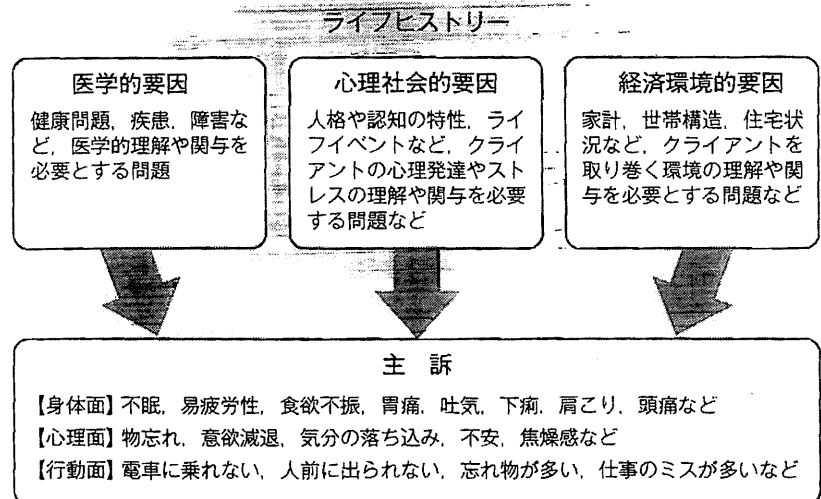 ライフヒストリー
医学的要因
健康問題，疾患，障害な
ど，医学的理解や関与を
必要とする問題
心理社会的要因
人格や認知の特性，ライ
フイベントなど，クライ
アントの心理発達やスト
レスの理解や関与を必要
する問題など
経済環境的要因
家計，世帯構造，住宅状
況など，クライアントを
取り巻く環境の理解や関
与を必要とする問題など
主 訴
【身体面】不眠，易疲労性，食欲不振，胃痛，吐気，下痢，肩こり，頭痛など
【心理面】物忘れ，意欲減退，気分の落ち込み，不安，焦燥感など
【行動面】電車に乗れない，人前に出られない，忘れ物が多い，仕事のミスが多いなど